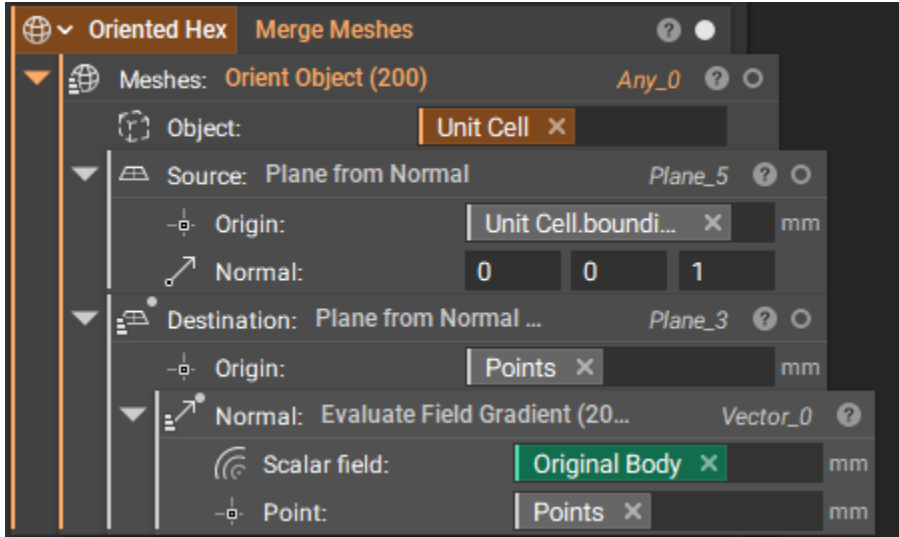 Oriented Hex Merge Meshes ?
Meshes: Orient Object (200) Any_0 ?
Object: Unit Cell ×
Source: Plane from Normal Plane_5 ?
Origin: Unit Cell.boundi... × mm
Normal: 0 0 1
Destination: Plane from Normal ... Plane_3 ?
Origin: Points × mm
Normal: Evaluate Field Gradient (20... Vector_0 ?
Scalar field: Original Body × mm
Point: Points × mm